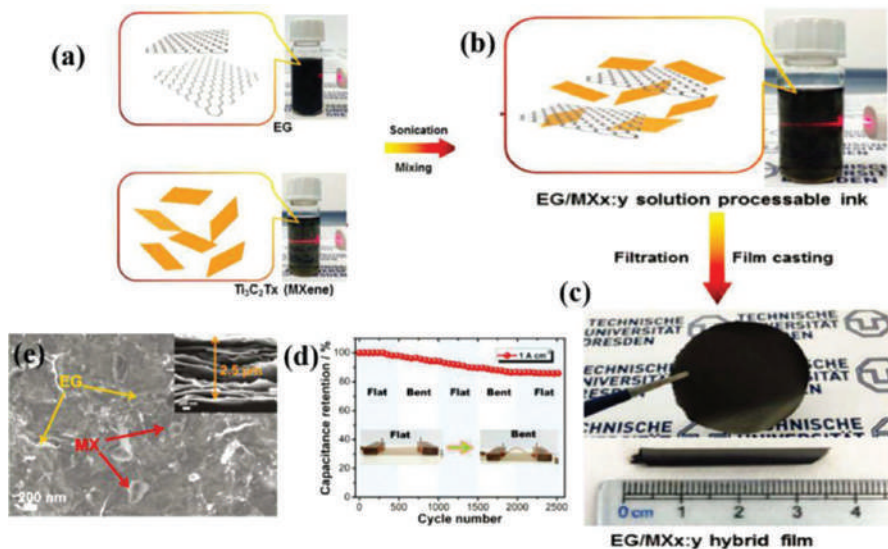 (a)
EG
Ti₃C₂Tx (MXene)
Sonication
Mixing
(b)
EG/MXx:y solution processable ink
Filtration
Film casting
(c)
TECHNISCHE
UNIVERSITÄT
DRESDEN
TECHNISCHE
UNIVERSITÄT
DRESDEN
0 cm 1 2 3 4
EG/MXx:y hybrid film
(e)
EG
MX
2.5 μm
200 nm
(d)
Capacitance retention / %
100
80
60
40
20
0
1 A cm⁻³
Flat Bent Flat Bent Flat
Flat
Bent
0 500 1000 1500 2000 2500
Cycle number